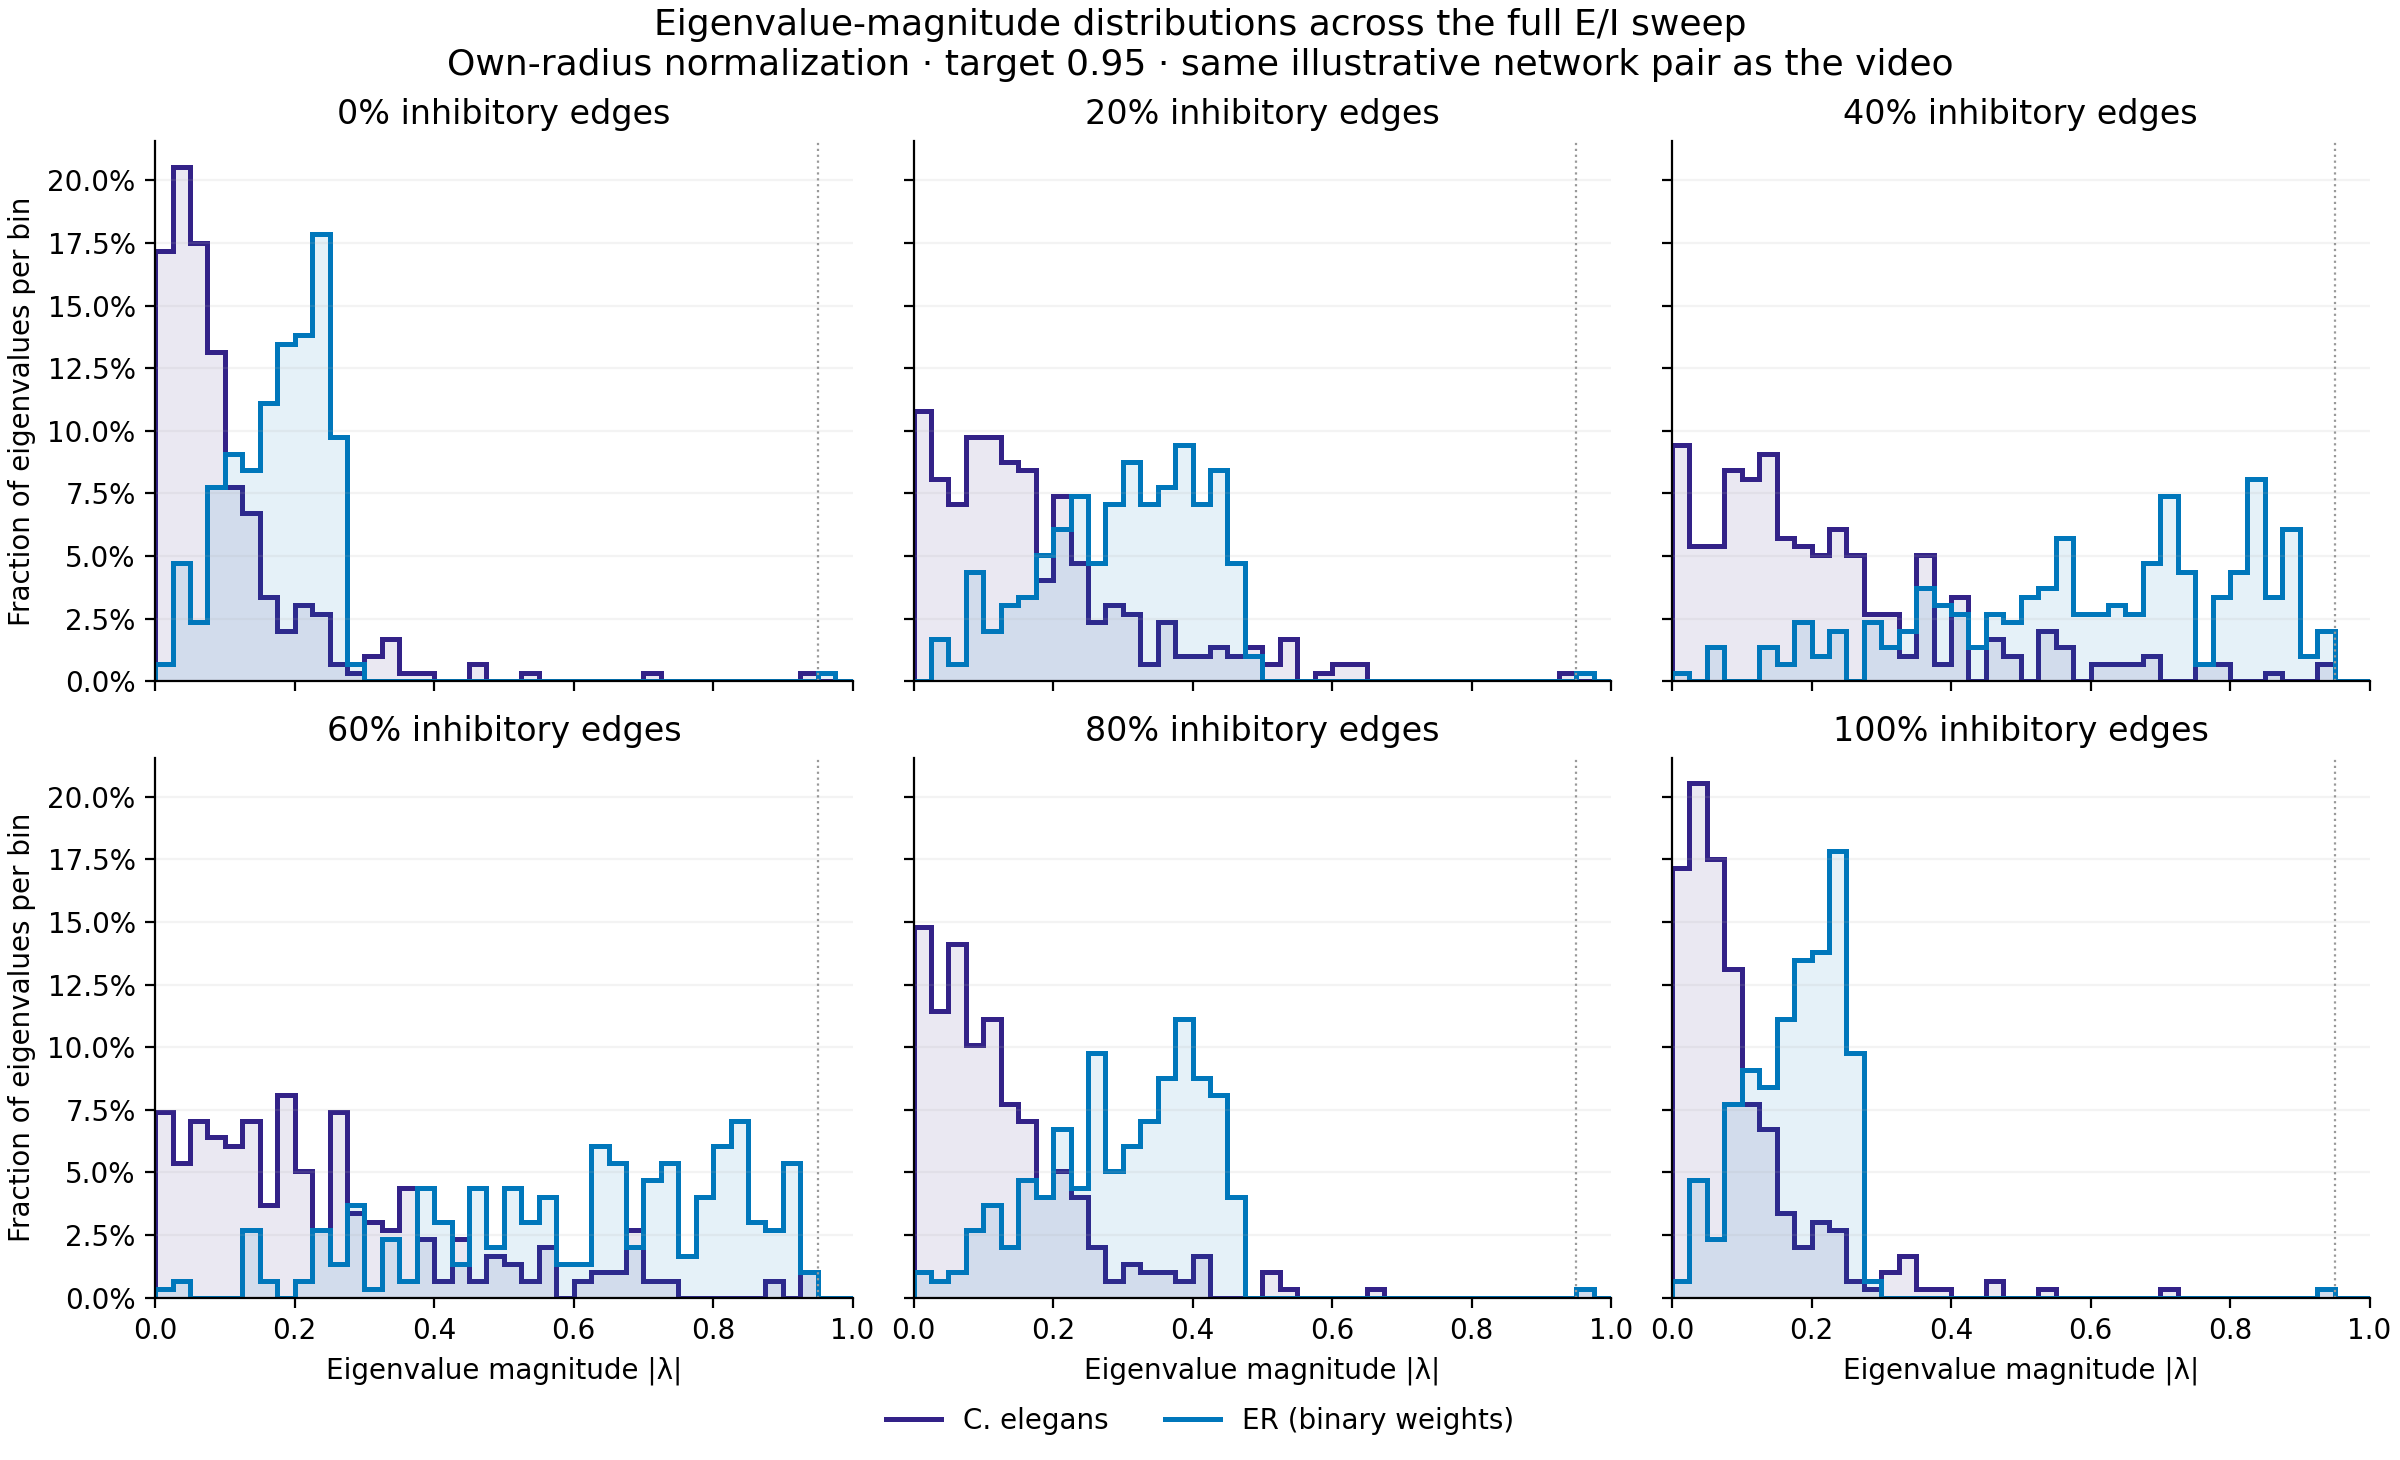 Eigenvalue-magnitude distributions across the full E/I sweep
Own-radius normalization · target 0.95 · same illustrative network pair as the video
0% inhibitory edges
20% inhibitory edges
40% inhibitory edges
Fraction of eigenvalues per bin
20.0%
17.5%
15.0%
12.5%
10.0%
7.5%
5.0%
2.5%
0.0%
60% inhibitory edges
80% inhibitory edges
100% inhibitory edges
Fraction of eigenvalues per bin
20.0%
17.5%
15.0%
12.5%
10.0%
7.5%
5.0%
2.5%
0.0%
0.0 0.2 0.4 0.6 0.8 1.0
0.0 0.2 0.4 0.6 0.8 1.0
0.0 0.2 0.4 0.6 0.8 1.0
Eigenvalue magnitude |λ|
Eigenvalue magnitude |λ|
Eigenvalue magnitude |λ|
C. elegans
ER (binary weights)